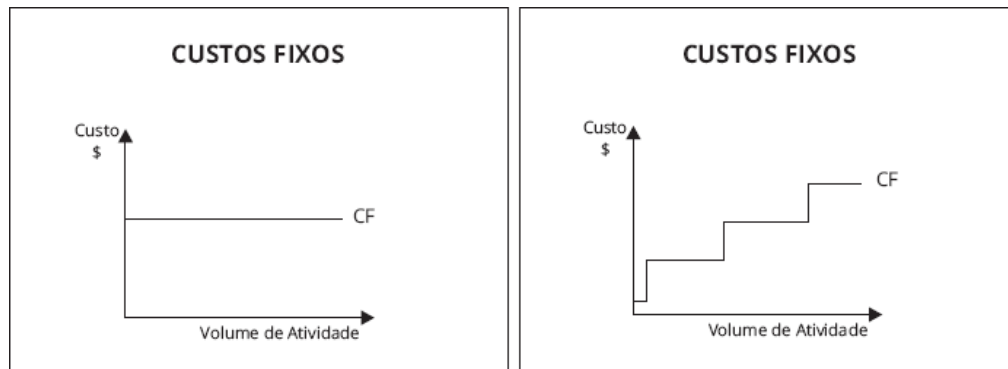 CUSTOS FIXOS
Custo
$
CF
Volume de Atividade
CUSTOS FIXOS
Custo
$
CF
Volume de Atividade